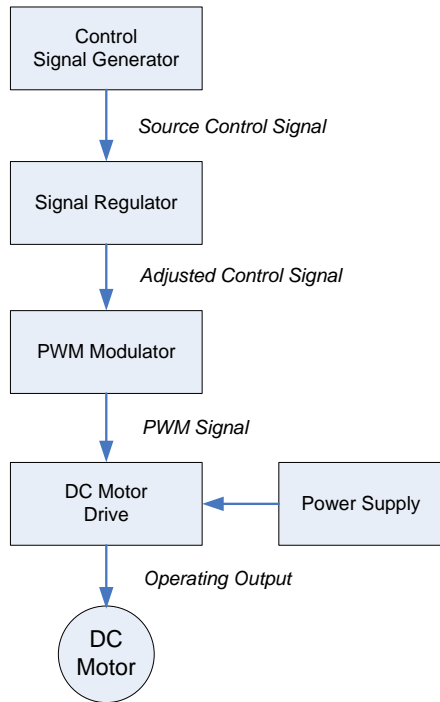 Control
Signal Generator
Source Control Signal
Signal Regulator
Adjusted Control Signal
PWM Modulator
PWM Signal
DC Motor
Drive
Power Supply
Operating Output
DC
Motor